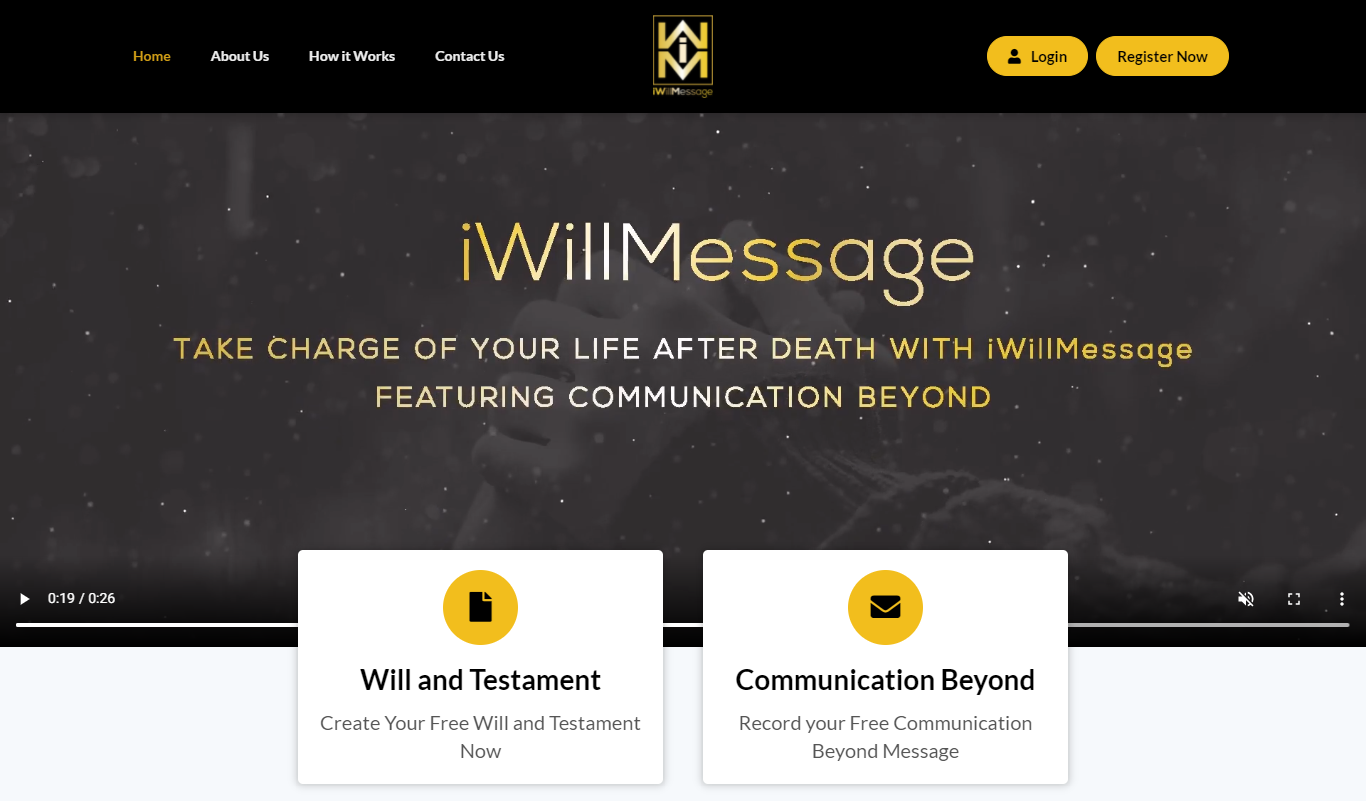 Home
About Us
How it Works
Contact Us
WiM
iWillMessage
Login
Register Now
iWillMessage
TAKE CHARGE OF YOUR LIFE AFTER DEATH WITH iWillMessage
FEATURING COMMUNICATION BEYOND
0:19 / 0:26
Will and Testament
Create Your Free Will and Testament
Now
Communication Beyond
Record your Free Communication
Beyond Message